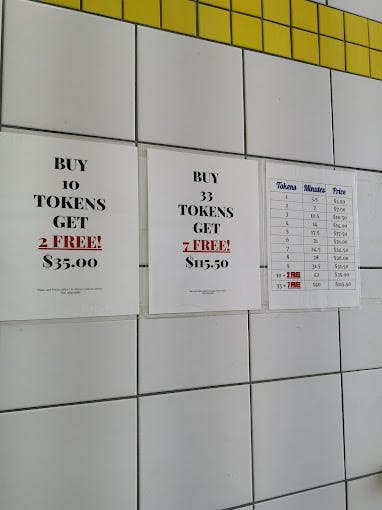 BUY
10
TOKENS
GET
2 FREE!
$35.00
BUY
33
TOKENS
GET
7 FREE!
$115.50
Tokens Minutes Price
1 3.5 $3.50
2 7 $7.00
3 10.5 $10.50
4 14 $14.00
5 17.5 $17.50
6 21 $21.00
7 24.5 $24.50
8 28 $28.00
9 31.5 $31.50
10 + 2 FREE 42 $35.00
33 + 7 FREE 140 $115.50